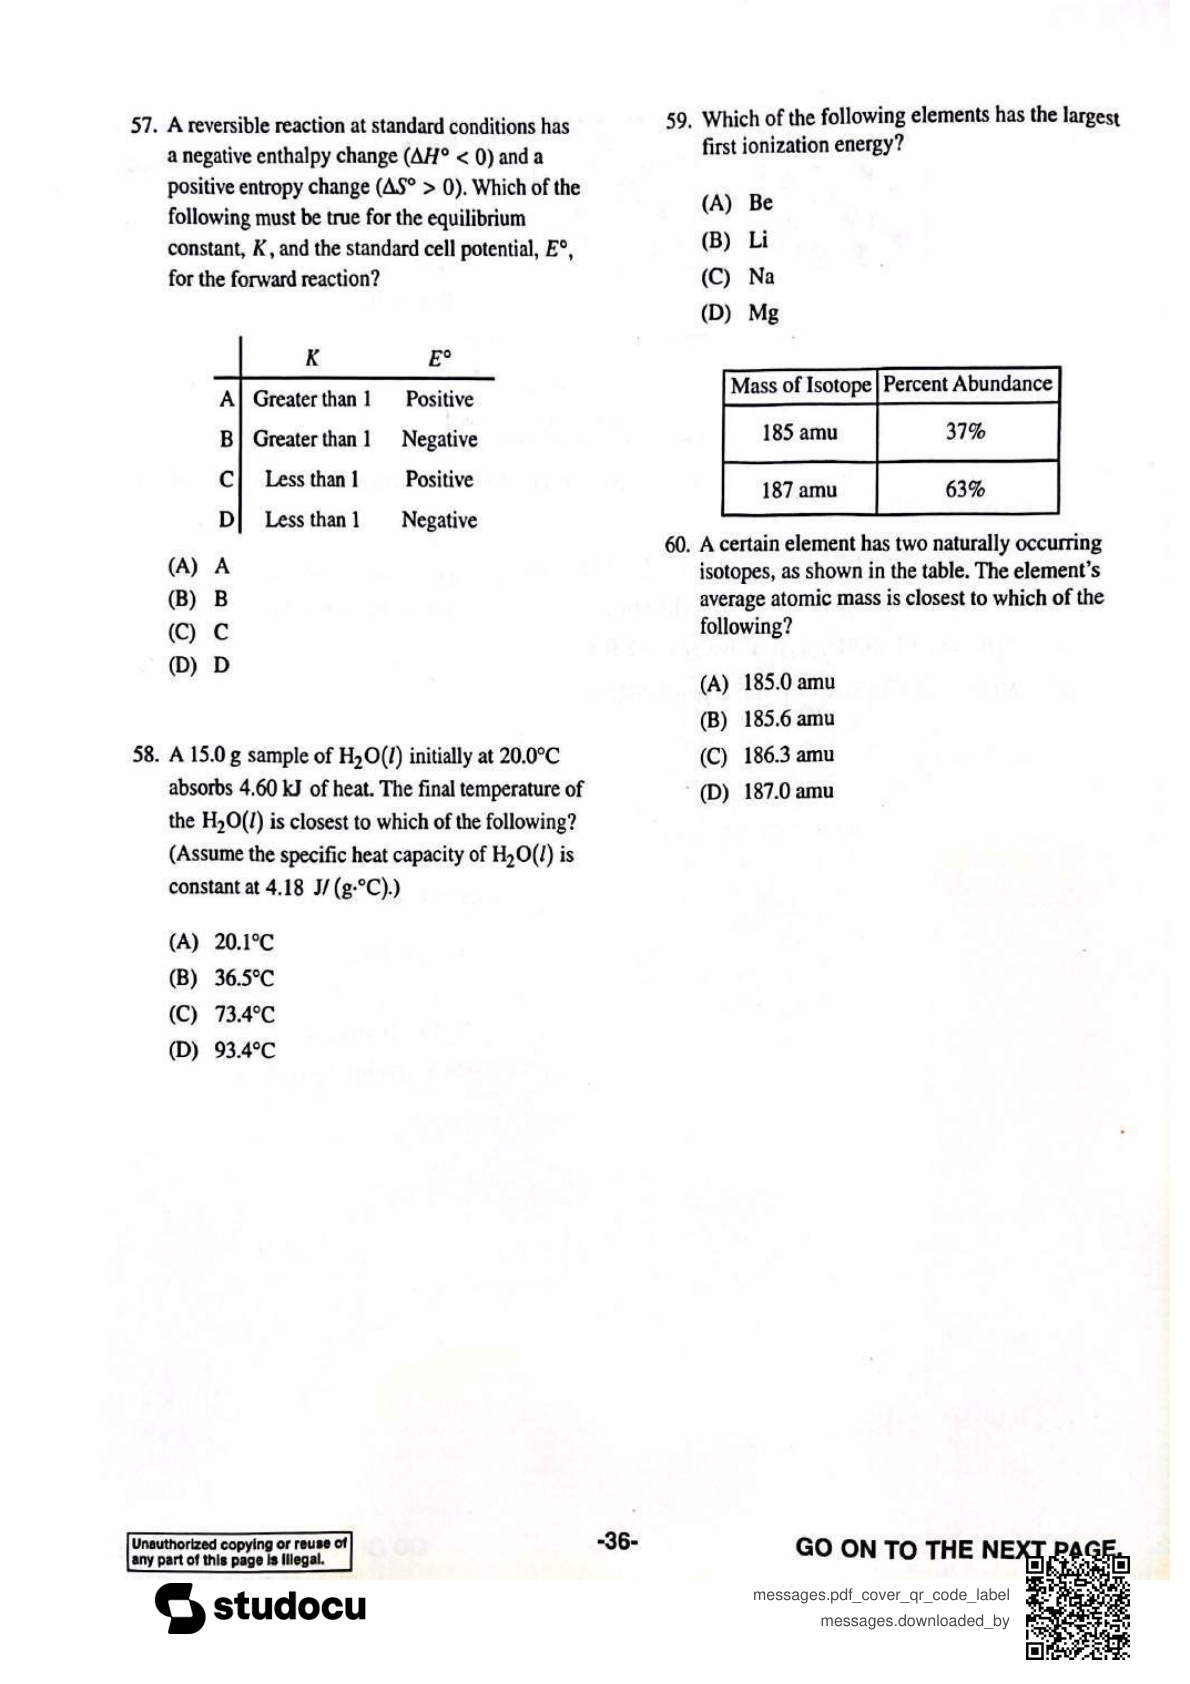 57. A reversible reaction at standard conditions has
a negative enthalpy change (ΔH° < 0) and a
positive entropy change (ΔS° > 0). Which of the
following must be true for the equilibrium
constant, K, and the standard cell potential, E°,
for the forward reaction?
K E°
A Greater than 1 Positive
B Greater than 1 Negative
C Less than 1 Positive
D Less than 1 Negative
(A) A
(B) B
(C) C
(D) D
58. A 15.0 g sample of H₂O(l) initially at 20.0°C
absorbs 4.60 kJ of heat. The final temperature of
the H₂O(l) is closest to which of the following?
(Assume the specific heat capacity of H₂O(l) is
constant at 4.18 J/(g·°C).)
(A) 20.1°C
(B) 36.5°C
(C) 73.4°C
(D) 93.4°C
59. Which of the following elements has the largest
first ionization energy?
(A) Be
(B) Li
(C) Na
(D) Mg
Mass of Isotope Percent Abundance
185 amu 37%
187 amu 63%
60. A certain element has two naturally occurring
isotopes, as shown in the table. The element's
average atomic mass is closest to which of the
following?
(A) 185.0 amu
(B) 185.6 amu
(C) 186.3 amu
(D) 187.0 amu
Unauthorized copying or reuse of
any part of this page is illegal.
-36-
GO ON TO THE NEXT PAGE.
studocu
messages.pdf_cover_qr_code_label
messages.downloaded_by